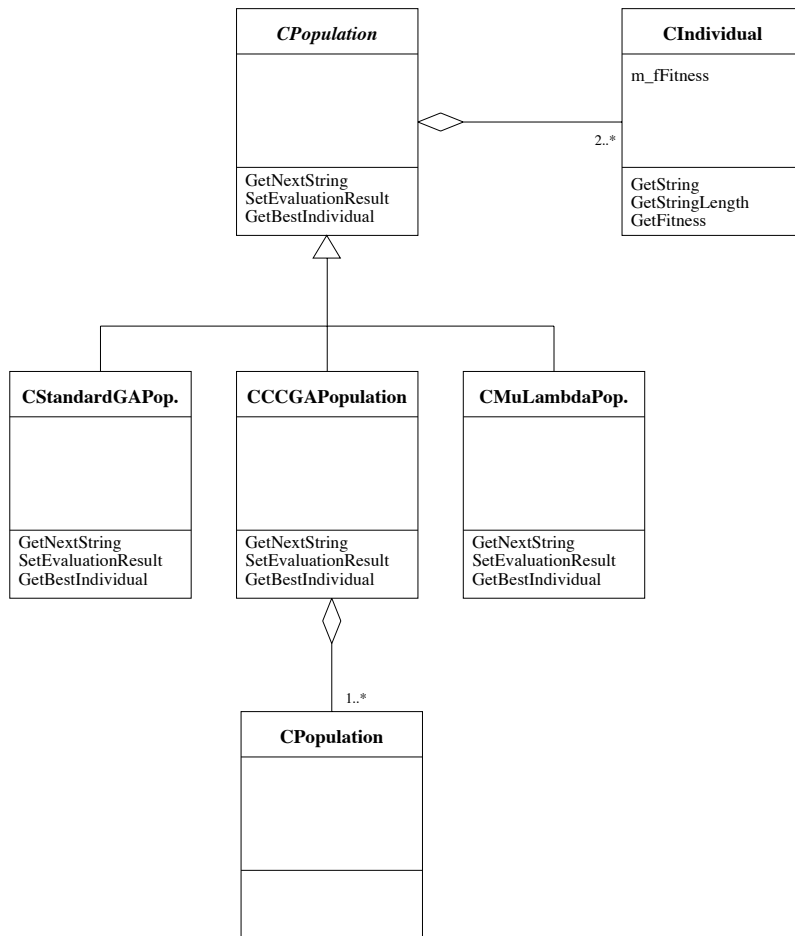 CPopulation
GetNextString
SetEvaluationResult
GetBestIndividual
CIndividual
m_fFitness
GetString
GetStringLength
GetFitness
2..*
CStandardGAPop.
GetNextString
SetEvaluationResult
GetBestIndividual
CCCGAPopulation
GetNextString
SetEvaluationResult
GetBestIndividual
CMuLambdaPop.
GetNextString
SetEvaluationResult
GetBestIndividual
1..*
CPopulation